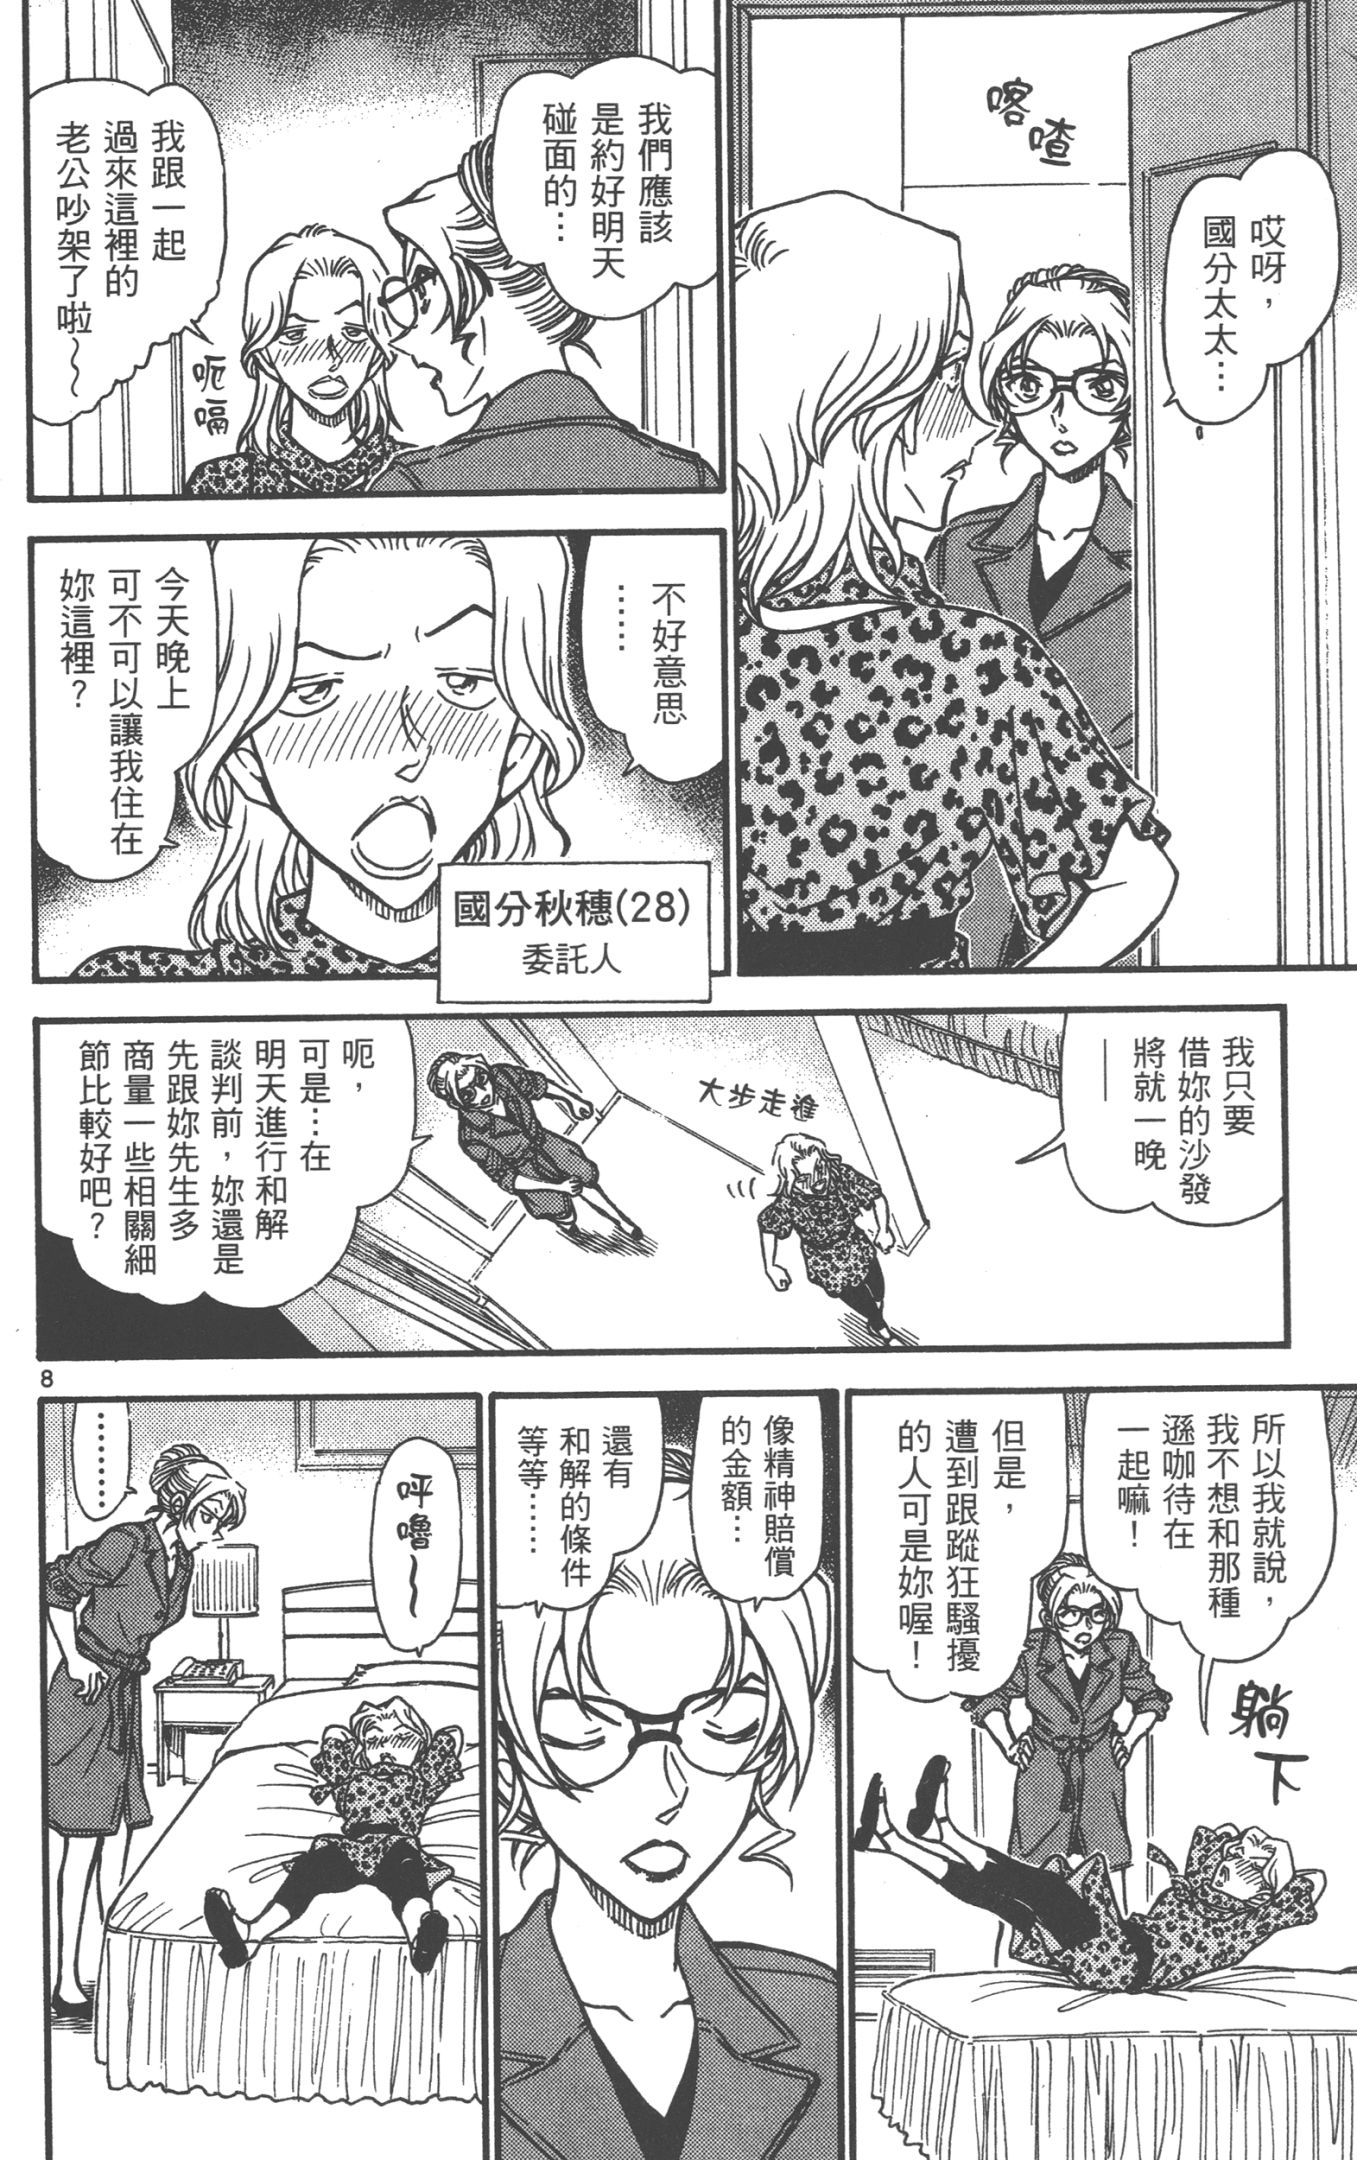 喀喳
哎呀，
國分太太…
我們應該
是約好明天
碰面的…
我跟一起
過來這裡的
老公吵架了啦～
呃嗝
不好意思
……
今天晚上
可不可以讓我住在
妳這裡？
國分秋穗(28)
委託人
我只要
借妳的沙發
將就一晚
—
大步走進
呃，
可是…在
明天進行和解
談判前，妳還是
先跟妳先生多
商量一些相關細
節比較好吧？
8
所以我就說，
我不想和那種
遜咖待在
一起嘛！
躺下
但是，
遭到跟蹤狂騷擾
的人可是妳喔！
像精神賠償
的金額…
還有
和解的條件
等等……
呼嚕～
………